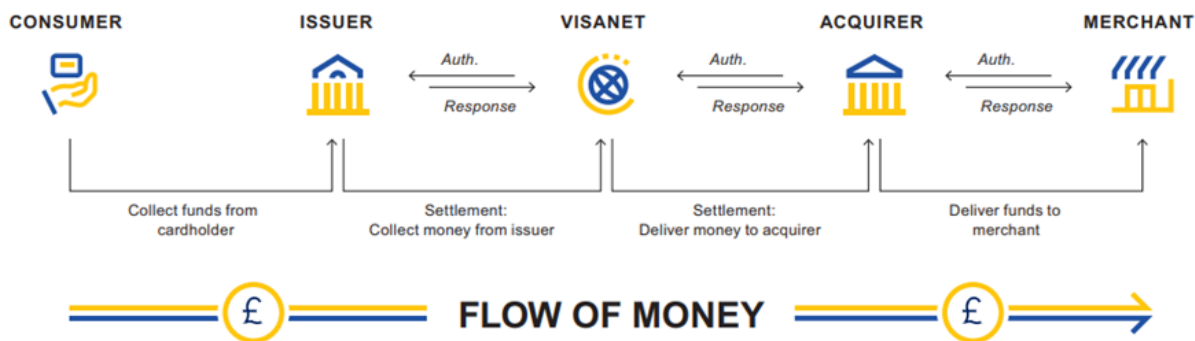 CONSUMER ISSUER VISANET ACQUIRER MERCHANT
Auth. Auth. Auth.
Response Response Response
Collect funds from Settlement: Settlement: Deliver funds to
cardholder Collect money from issuer Deliver money to acquirer merchant
£ FLOW OF MONEY £